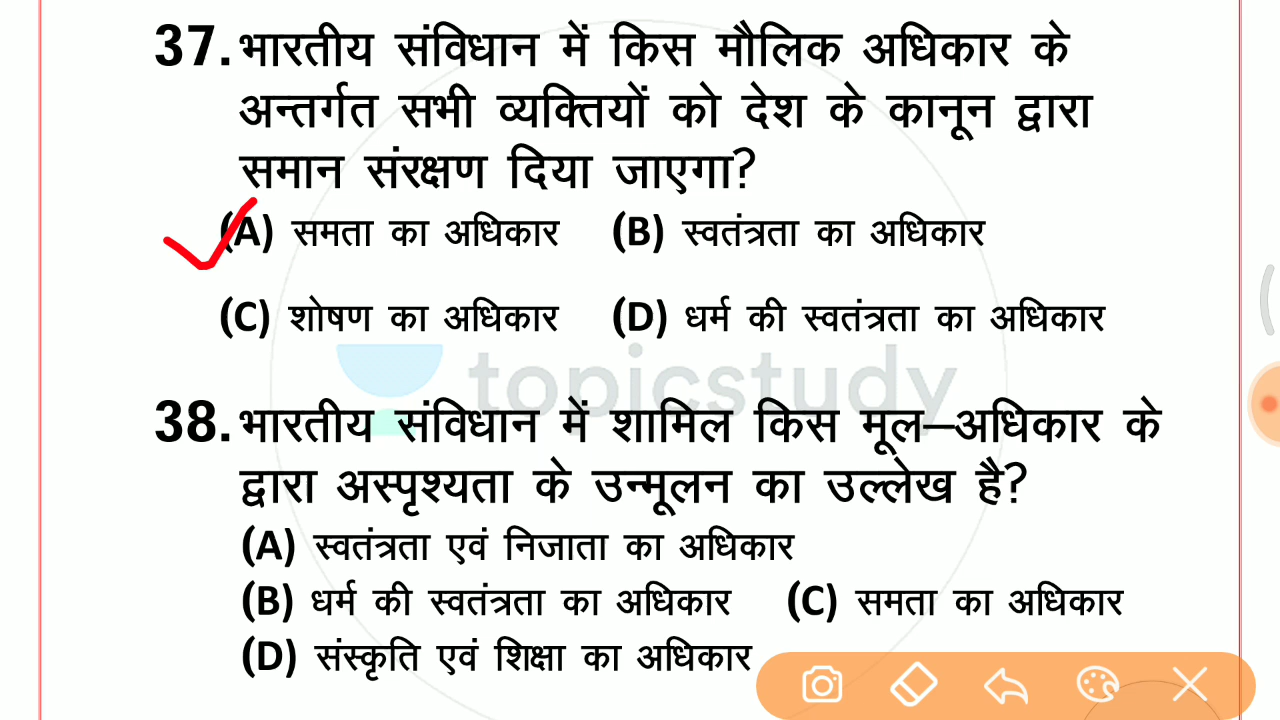 37. भारतीय संविधान में किस मौलिक अधिकार के
अन्तर्गत सभी व्यक्तियों को देश के कानून द्वारा
समान संरक्षण दिया जाएगा?
(A) समता का अधिकार (B) स्वतंत्रता का अधिकार
(C) शोषण का अधिकार (D) धर्म की स्वतंत्रता का अधिकार
topicstudy
38. भारतीय संविधान में शामिल किस मूल–अधिकार के
द्वारा अस्पृश्यता के उन्मूलन का उल्लेख है?
(A) स्वतंत्रता एवं निजाता का अधिकार
(B) धर्म की स्वतंत्रता का अधिकार (C) समता का अधिकार
(D) संस्कृति एवं शिक्षा का अधिकार